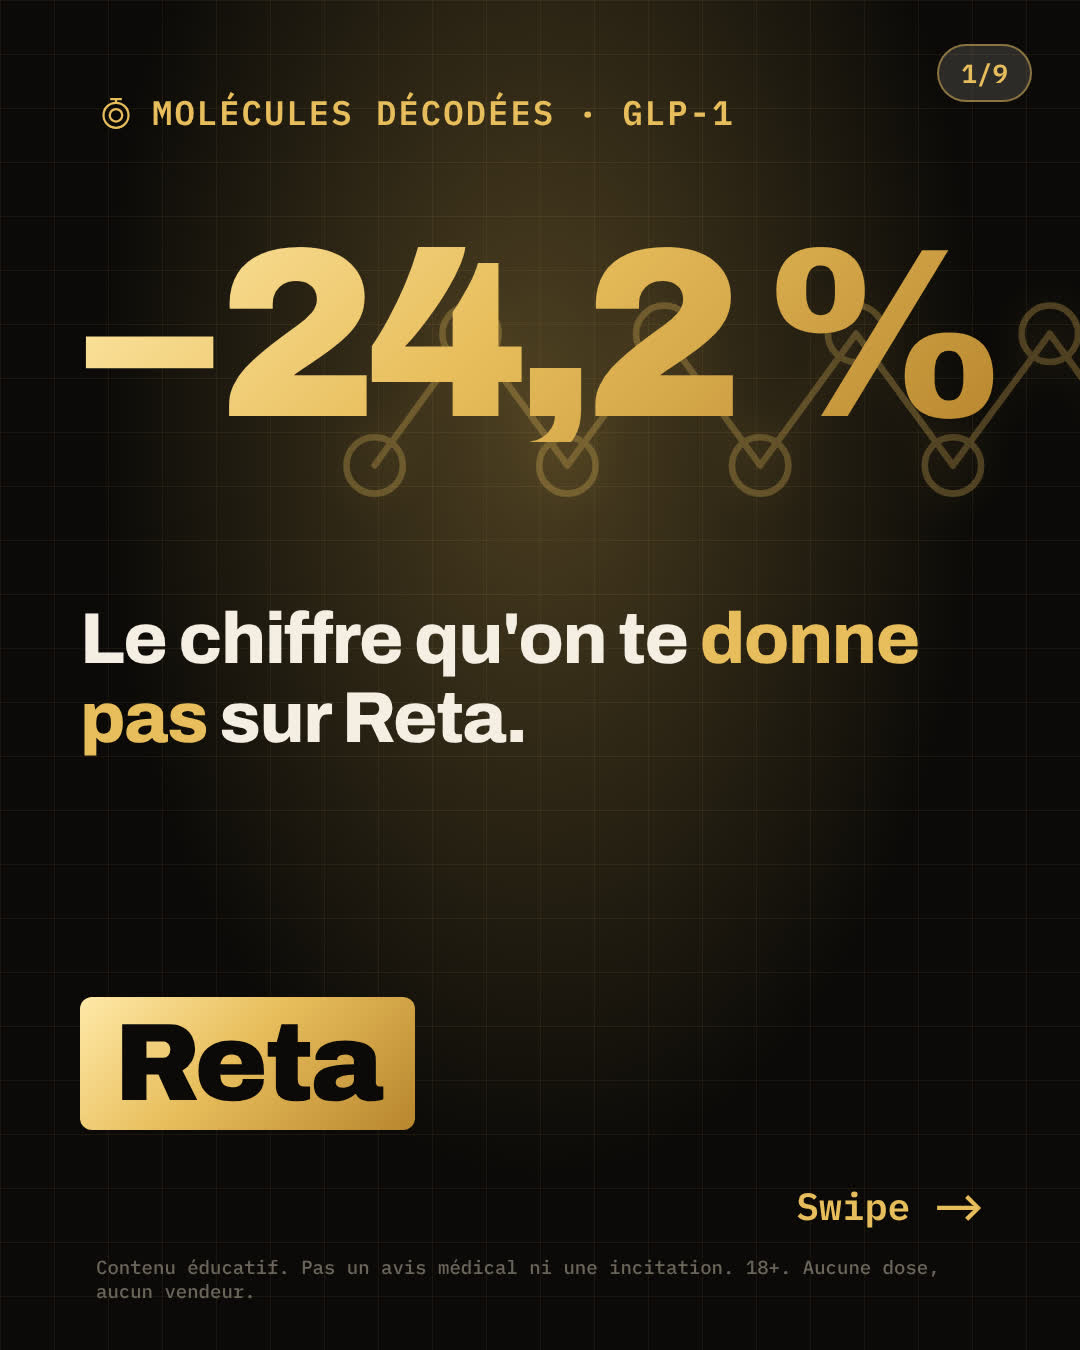 1/9
MOLÉCULES DÉCODÉES · GLP-1
–24,2 %
Le chiffre qu'on te donne
pas sur Reta.
Reta
Swipe →
Contenu éducatif. Pas un avis médical ni une incitation. 18+. Aucune dose,
aucun vendeur.